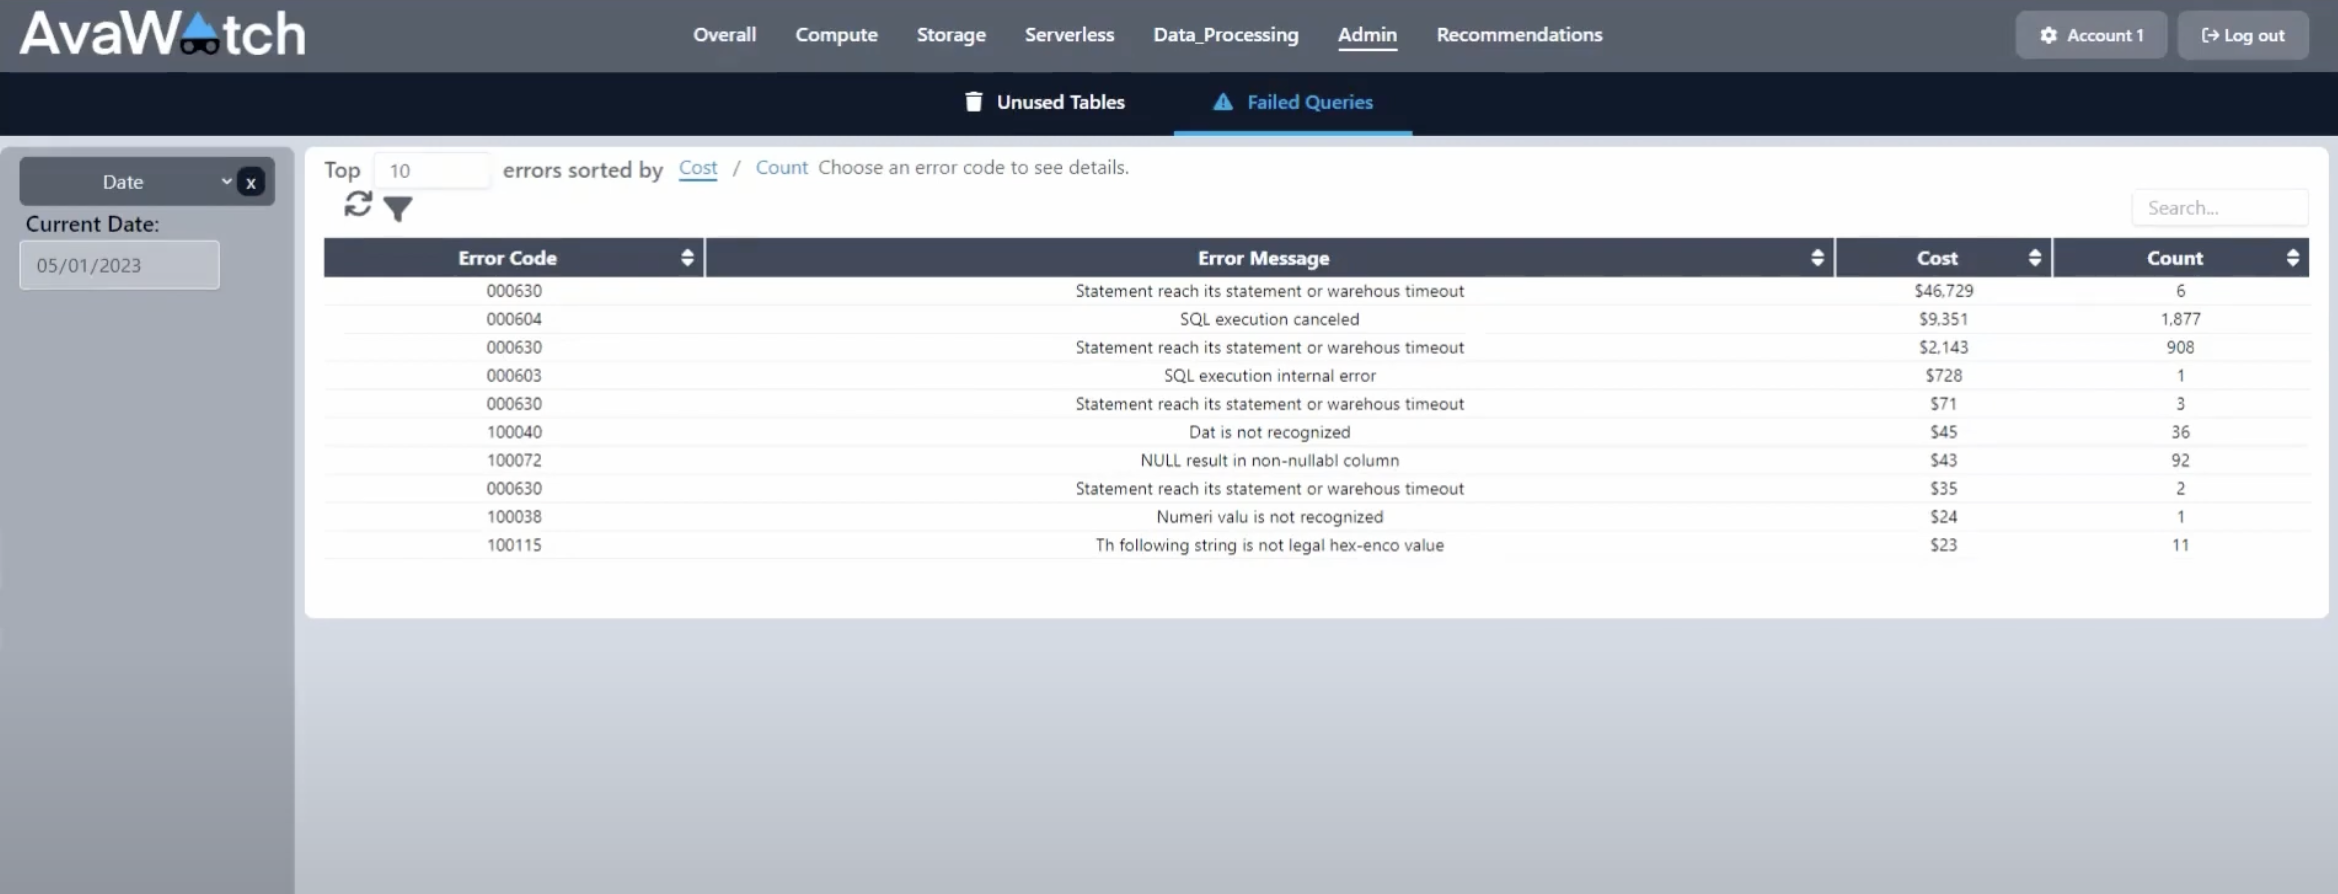 AvaWatch Overall Compute Storage Serverless Data_Processing Admin Recommendations Account 1 Log out
Unused Tables Failed Queries
Date x
Current Date:
05/01/2023
Top 10 errors sorted by Cost / Count Choose an error code to see details.
Search...
Error Code Error Message Cost Count
000630 Statement reach its statement or warehous timeout $46,729 6
000604 SQL execution canceled $9,351 1,877
000630 Statement reach its statement or warehous timeout $2,143 908
000603 SQL execution internal error $728 1
000630 Statement reach its statement or warehous timeout $71 3
100040 Dat is not recognized $45 36
100072 NULL result in non-nullabl column $43 92
000630 Statement reach its statement or warehous timeout $35 2
100038 Numeri valu is not recognized $24 1
100115 Th following string is not legal hex-enco value $23 11